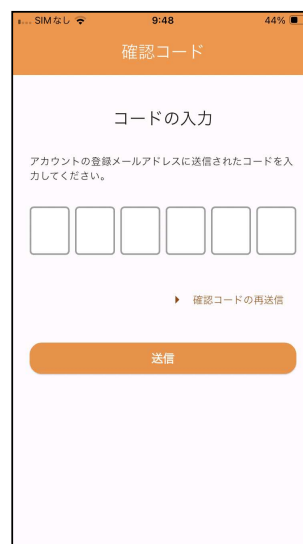 SIMなし 9:48 44%
確認コード
コードの入力
アカウントの登録メールアドレスに送信されたコードを入
力してください。
確認コードの再送信
送信